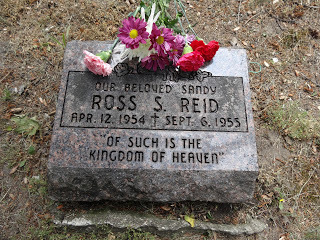 OUR BELOVED SANDY
ROSS S. REID
APR. 12, 1954 † SEPT. 6, 1955
"OF SUCH IS THE
KINGDOM OF HEAVEN"